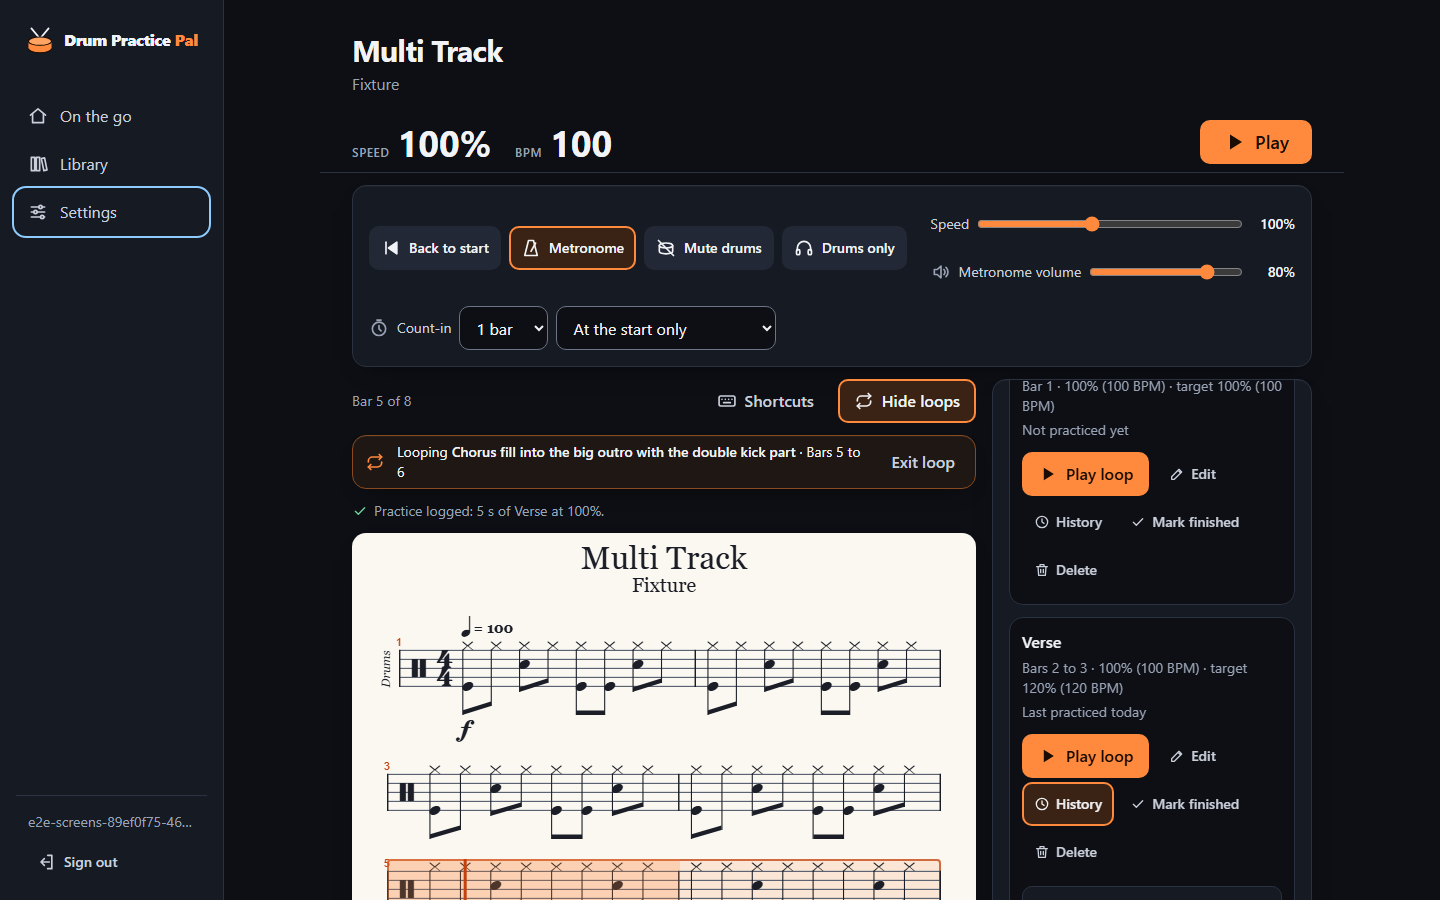 Drum Practice Pal
On the go
Library
Settings
e2e-screens-89ef0f75-46...
Sign out
Multi Track
Fixture
SPEED 100% BPM 100
Play
Back to start
Metronome
Mute drums
Drums only
Speed 100%
Metronome volume 80%
Count-in 1 bar At the start only
Bar 5 of 8
Shortcuts
Hide loops
Looping Chorus fill into the big outro with the double kick part · Bars 5 to
6
Exit loop
Practice logged: 5 s of Verse at 100%.
Multi Track
Fixture
= 100
1
Drums
f
3
5
Bar 1 · 100% (100 BPM) · target 100% (100
BPM)
Not practiced yet
Play loop
Edit
History
Mark finished
Delete
Verse
Bars 2 to 3 · 100% (100 BPM) · target
120% (120 BPM)
Last practiced today
Play loop
Edit
History
Mark finished
Delete